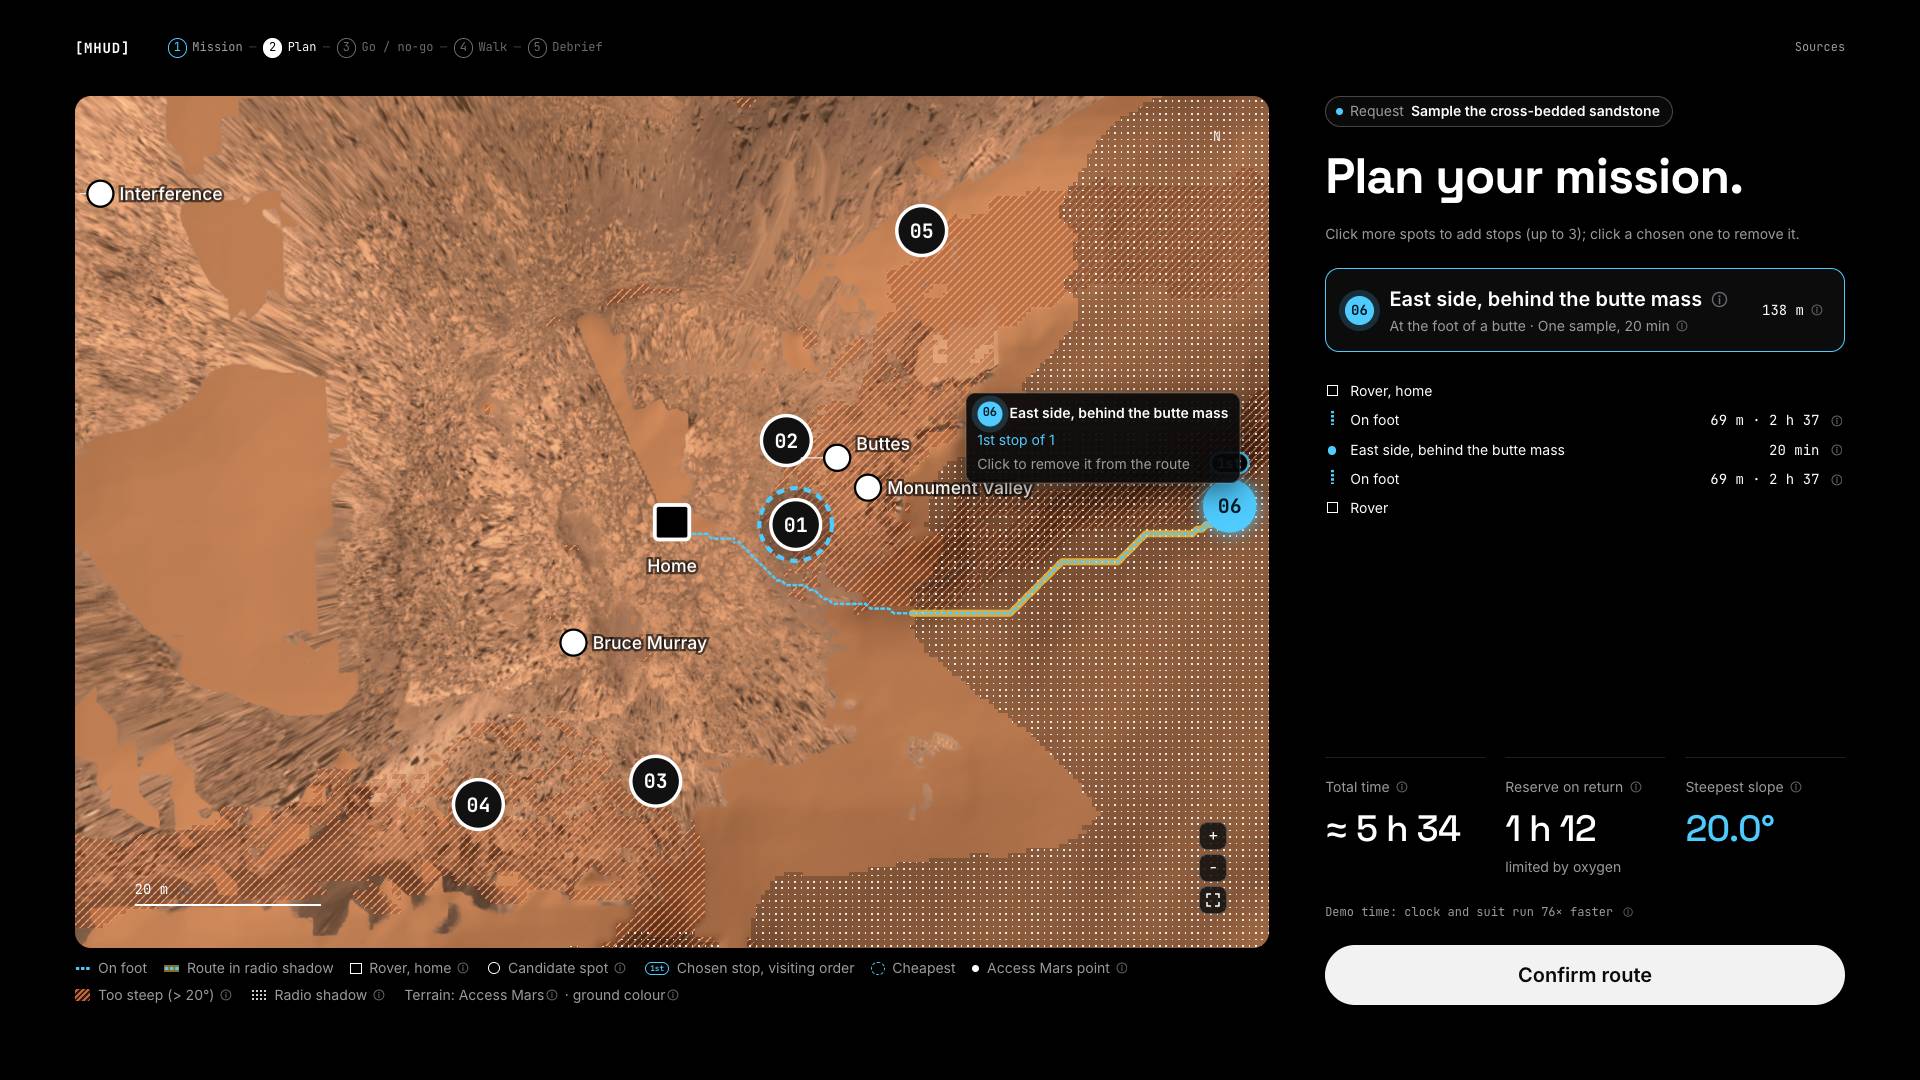 [MHUD]
1 Mission — 2 Plan — 3 Go / no-go — 4 Walk — 5 Debrief
Sources
N
Interference
05
02
Buttes
06 East side, behind the butte mass
1st stop of 1
Click to remove it from the route
1st
Monument Valley
06
01
Home
Bruce Murray
03
04
20 m
+
-
On foot
Route in radio shadow
Rover, home
Candidate spot
1st Chosen stop, visiting order
Cheapest
Access Mars point
Too steep (> 20°)
Radio shadow
Terrain: Access Mars · ground colour
Request Sample the cross-bedded sandstone
Plan your mission.
Click more spots to add stops (up to 3); click a chosen one to remove it.
06 East side, behind the butte mass
138 m
At the foot of a butte · One sample, 20 min
Rover, home
On foot 69 m · 2 h 37
East side, behind the butte mass 20 min
On foot 69 m · 2 h 37
Rover
Total time
≈ 5 h 34
Reserve on return
1 h 12
limited by oxygen
Steepest slope
20.0°
Demo time: clock and suit run 76× faster
Confirm route